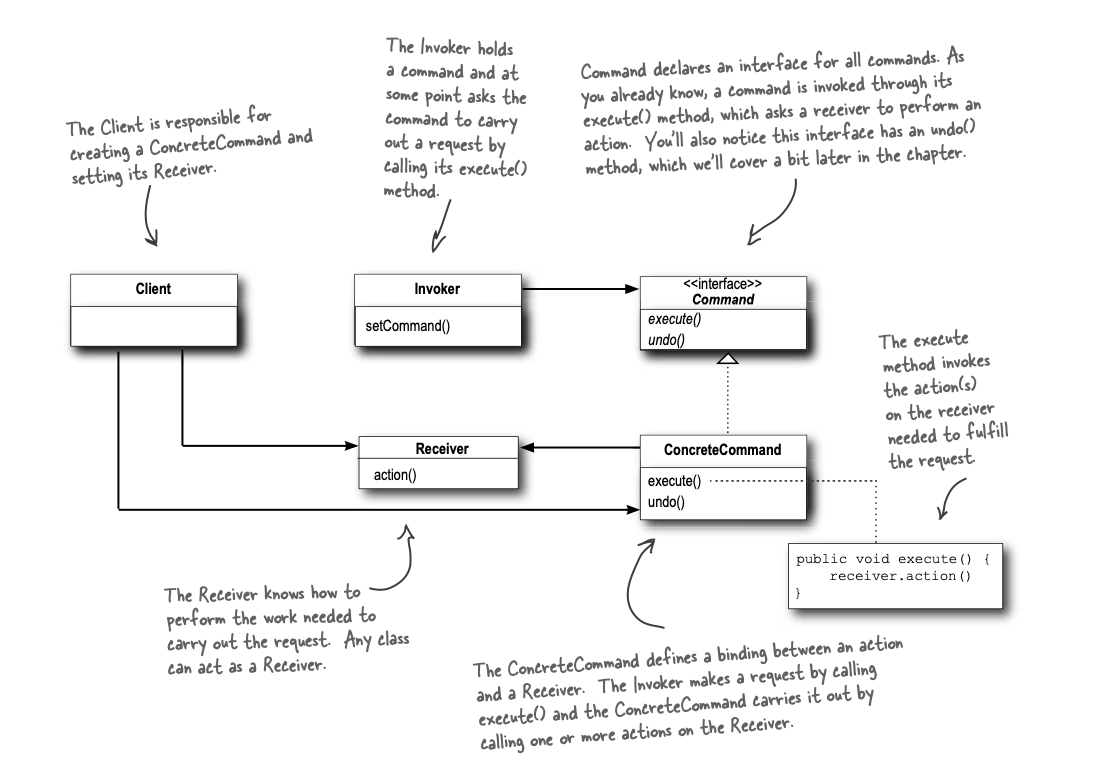 The Client is responsible for
creating a ConcreteCommand and
setting its Receiver.
The Invoker holds
a command and at
some point asks the
command to carry
out a request by
calling its execute()
method.
Command declares an interface for all commands. As
you already know, a command is invoked through its
execute() method, which asks a receiver to perform an
action. You'll also notice this interface has an undo()
method, which we'll cover a bit later in the chapter.
Client
Invoker
setCommand()
<<interface>>
Command
execute()
undo()
The execute
method invokes
the action(s)
on the receiver
needed to fulfill
the request.
Receiver
action()
ConcreteCommand
execute()
undo()
public void execute() {
receiver.action()
}
The Receiver knows how to
perform the work needed to
carry out the request. Any class
can act as a Receiver.
The ConcreteCommand defines a binding between an action
and a Receiver. The Invoker makes a request by calling
execute() and the ConcreteCommand carries it out by
calling one or more actions on the Receiver.